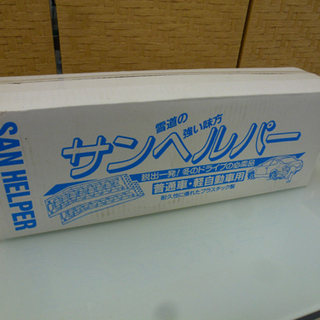 雪道の
強い味方
サンヘルパー
脱出一発!冬のドライブの必需品
普通車・軽自動車用
耐久性に優れたプラスチック製
SAN HELPER